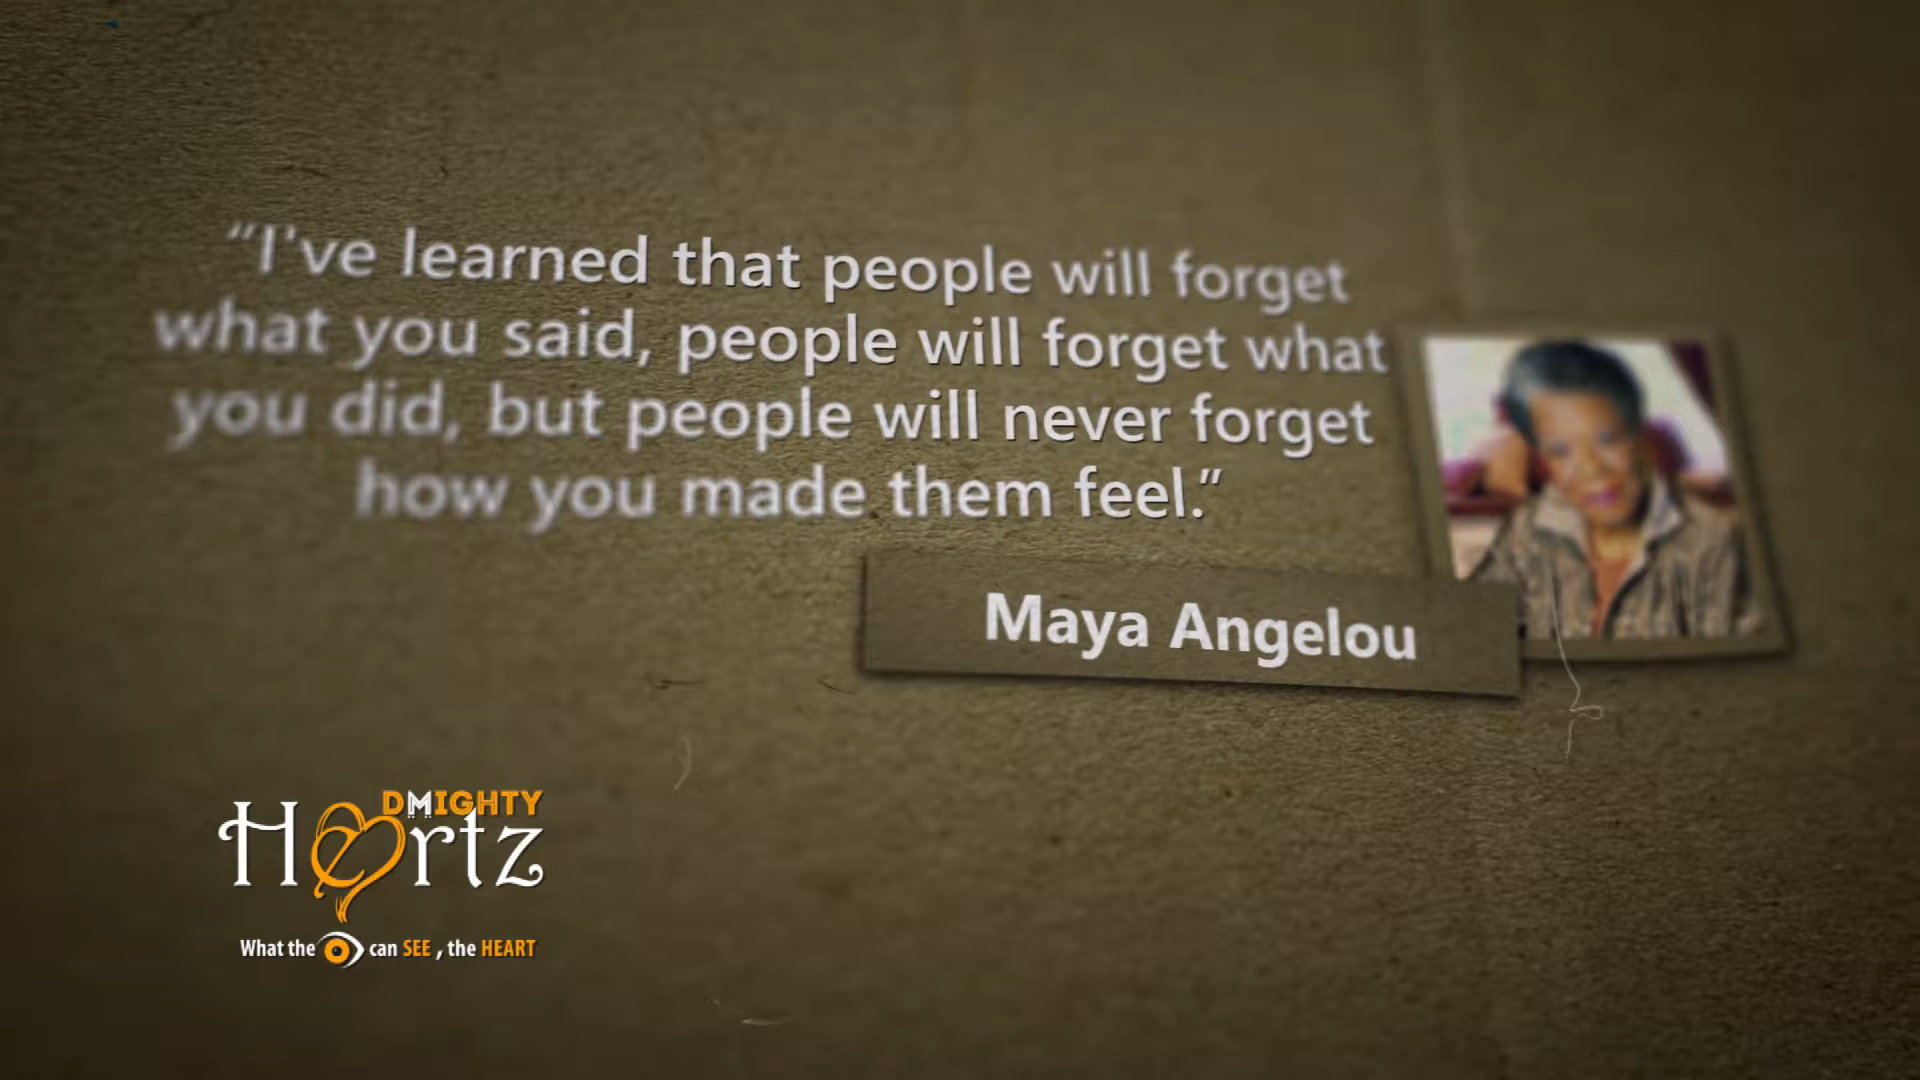 “I've learned that people will forget
what you said, people will forget what
you did, but people will never forget
how you made them feel.”
Maya Angelou
DMIGHTY
Hertz
What the can SEE , the HEART